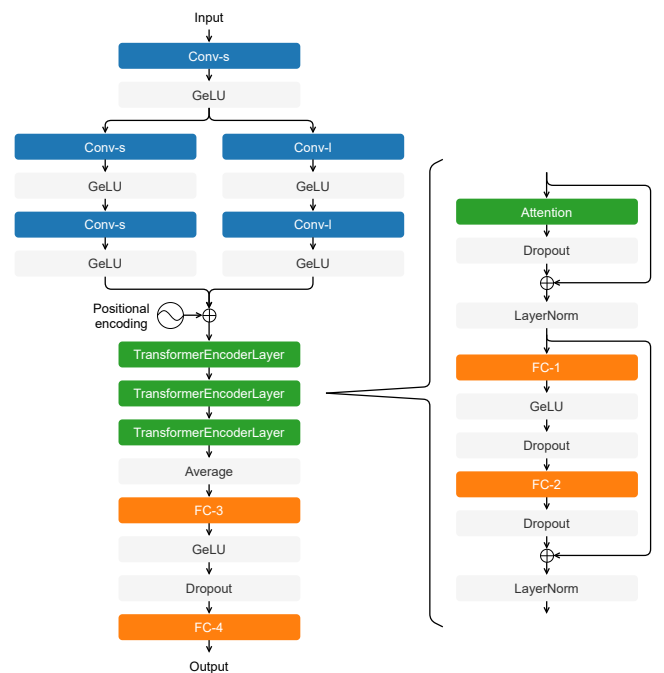 Input
Conv-s
GeLU
Conv-s
Conv-l
GeLU
GeLU
Conv-s
Conv-l
GeLU
GeLU
Positional
encoding
TransformerEncoderLayer
TransformerEncoderLayer
TransformerEncoderLayer
Average
FC-3
GeLU
Dropout
FC-4
Output
Attention
Dropout
LayerNorm
FC-1
GeLU
Dropout
FC-2
Dropout
LayerNorm